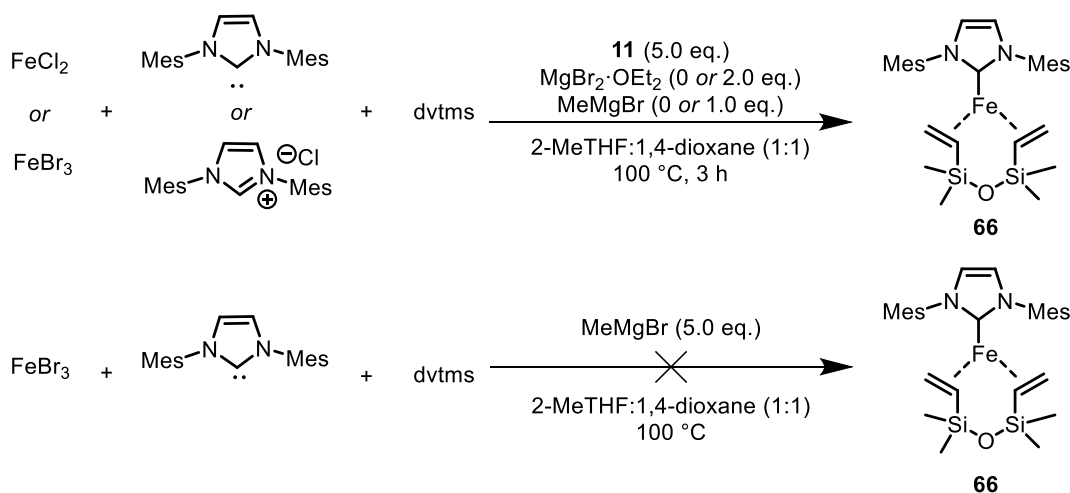 FeCl₂
or
FeBr₃
+
Mes N N Mes
••
or
⊖Cl
Mes N N Mes
⊕
+
dvtms
11 (5.0 eq.)
MgBr₂·OEt₂ (0 or 2.0 eq.)
MeMgBr (0 or 1.0 eq.)
2-MeTHF:1,4-dioxane (1:1)
100 °C, 3 h
N N
Mes Mes
Fe
Si Si
O
66
FeBr₃
+
Mes N N Mes
••
+
dvtms
MeMgBr (5.0 eq.)
2-MeTHF:1,4-dioxane (1:1)
100 °C
N N
Mes Mes
Fe
Si Si
O
66